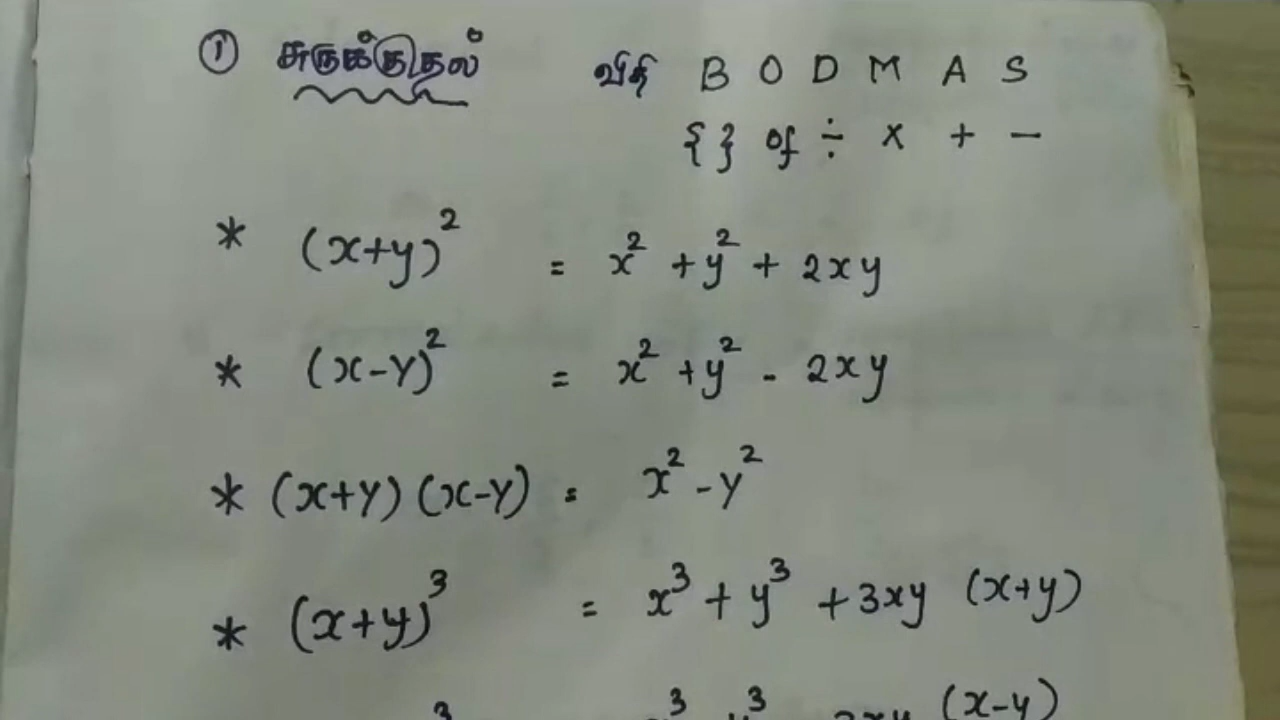 ① சுருக்குதல் விதி B O D M A S
{ } of ÷ × + −
* (x+y)² = x² + y² + 2xy
* (x−y)² = x² + y² - 2xy
* (x+y) (x−y) = x² - y²
* (x+y)³ = x³ + y³ + 3xy (x+y)
(x−y)